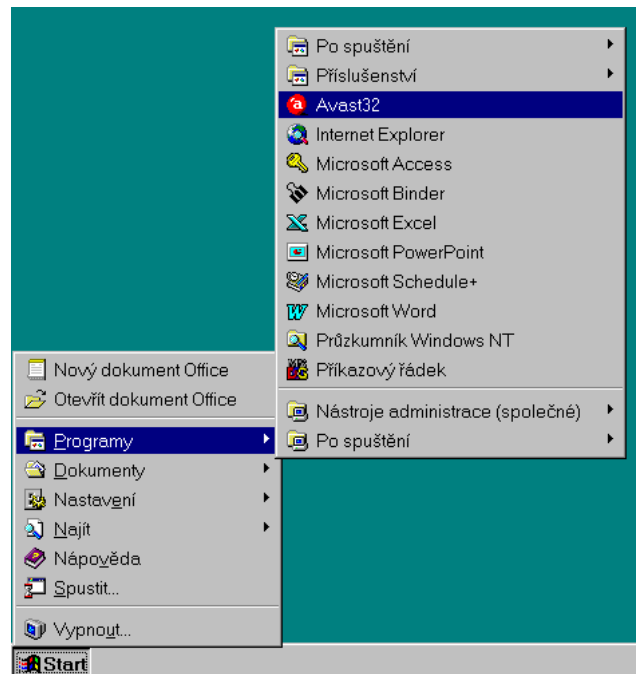 Po spuštění
Příslušenství
Avast32
Internet Explorer
Microsoft Access
Microsoft Binder
Microsoft Excel
Microsoft PowerPoint
Microsoft Schedule+
Microsoft Word
Průzkumník Windows NT
Příkazový řádek
Nástroje administrace (společné)
Po spuštění
Nový dokument Office
Otevřít dokument Office
Programy
Dokumenty
Nastavení
Najít
Nápověda
Spustit...
Vypnout...
Start